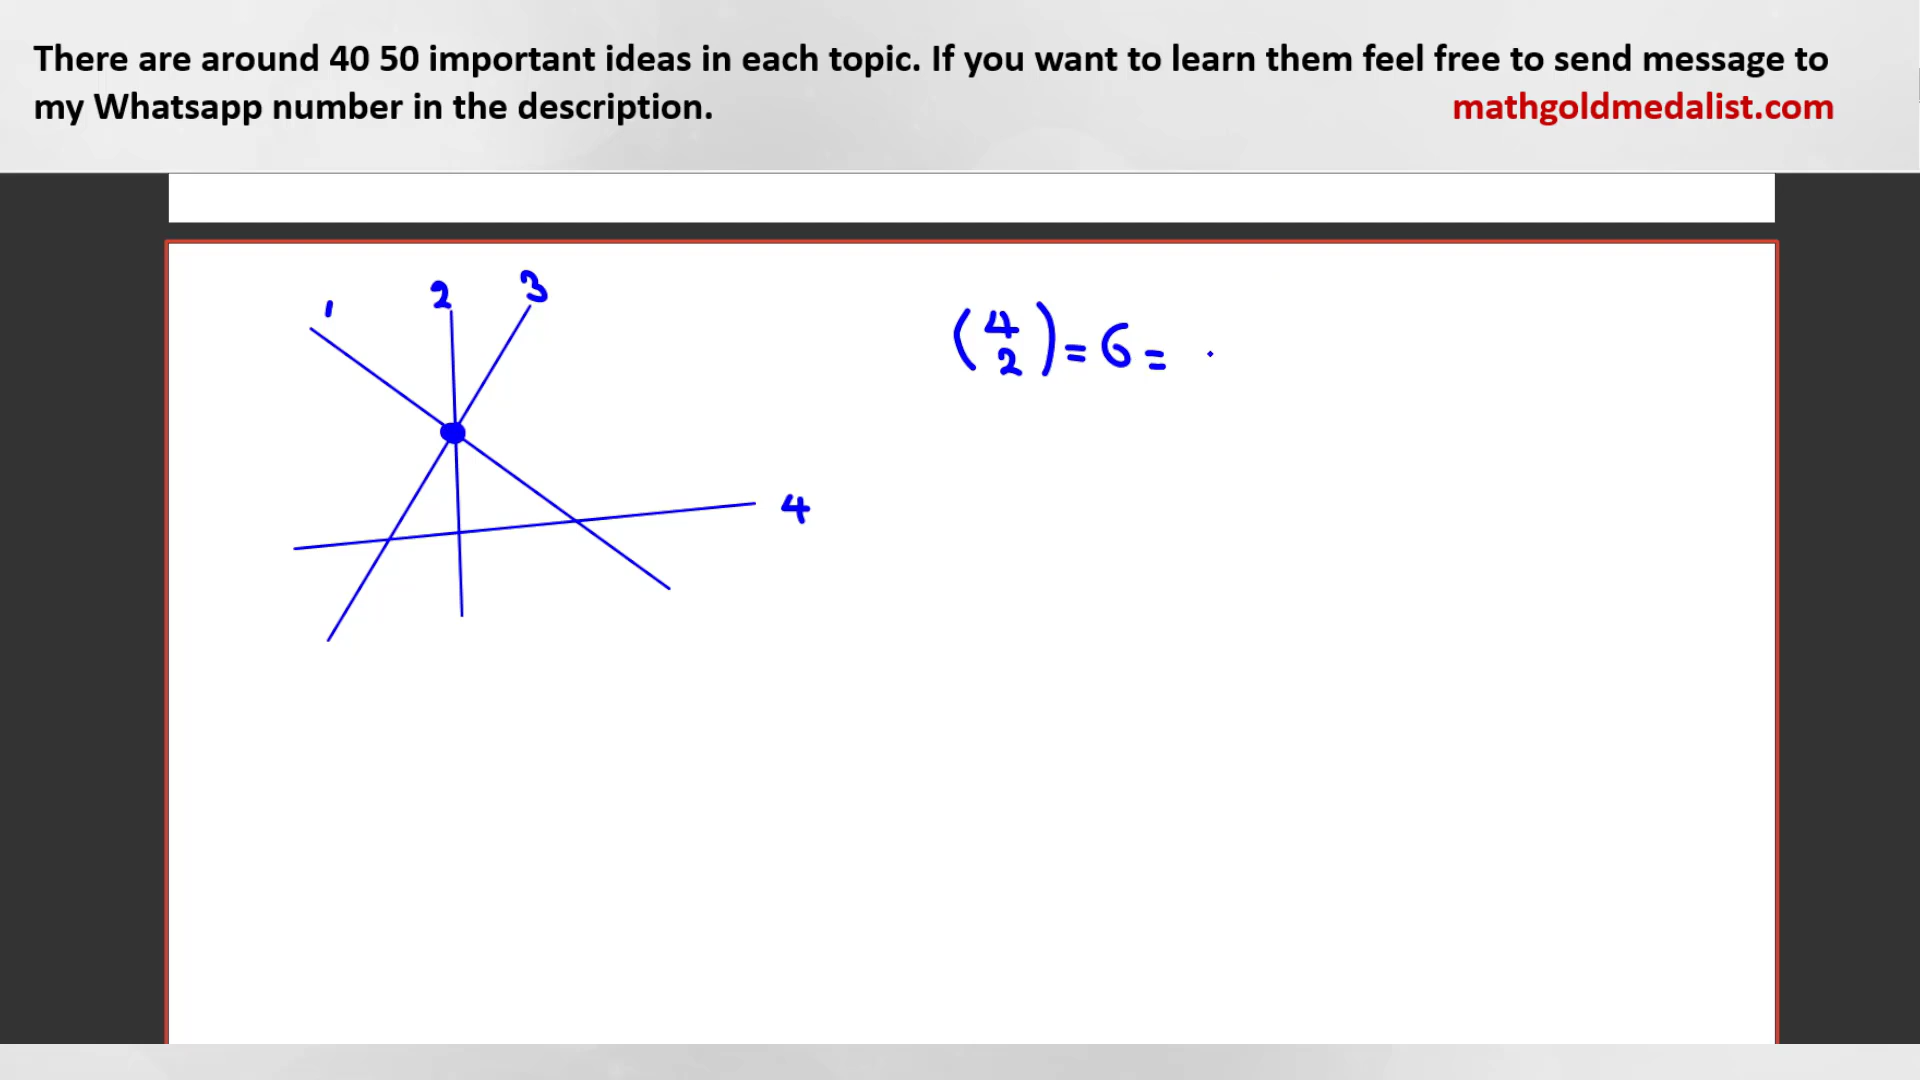 There are around 40 50 important ideas in each topic. If you want to learn them feel free to send message to
my Whatsapp number in the description.
mathgoldmedalist.com
1 2 3
4
(4 2) = 6 =